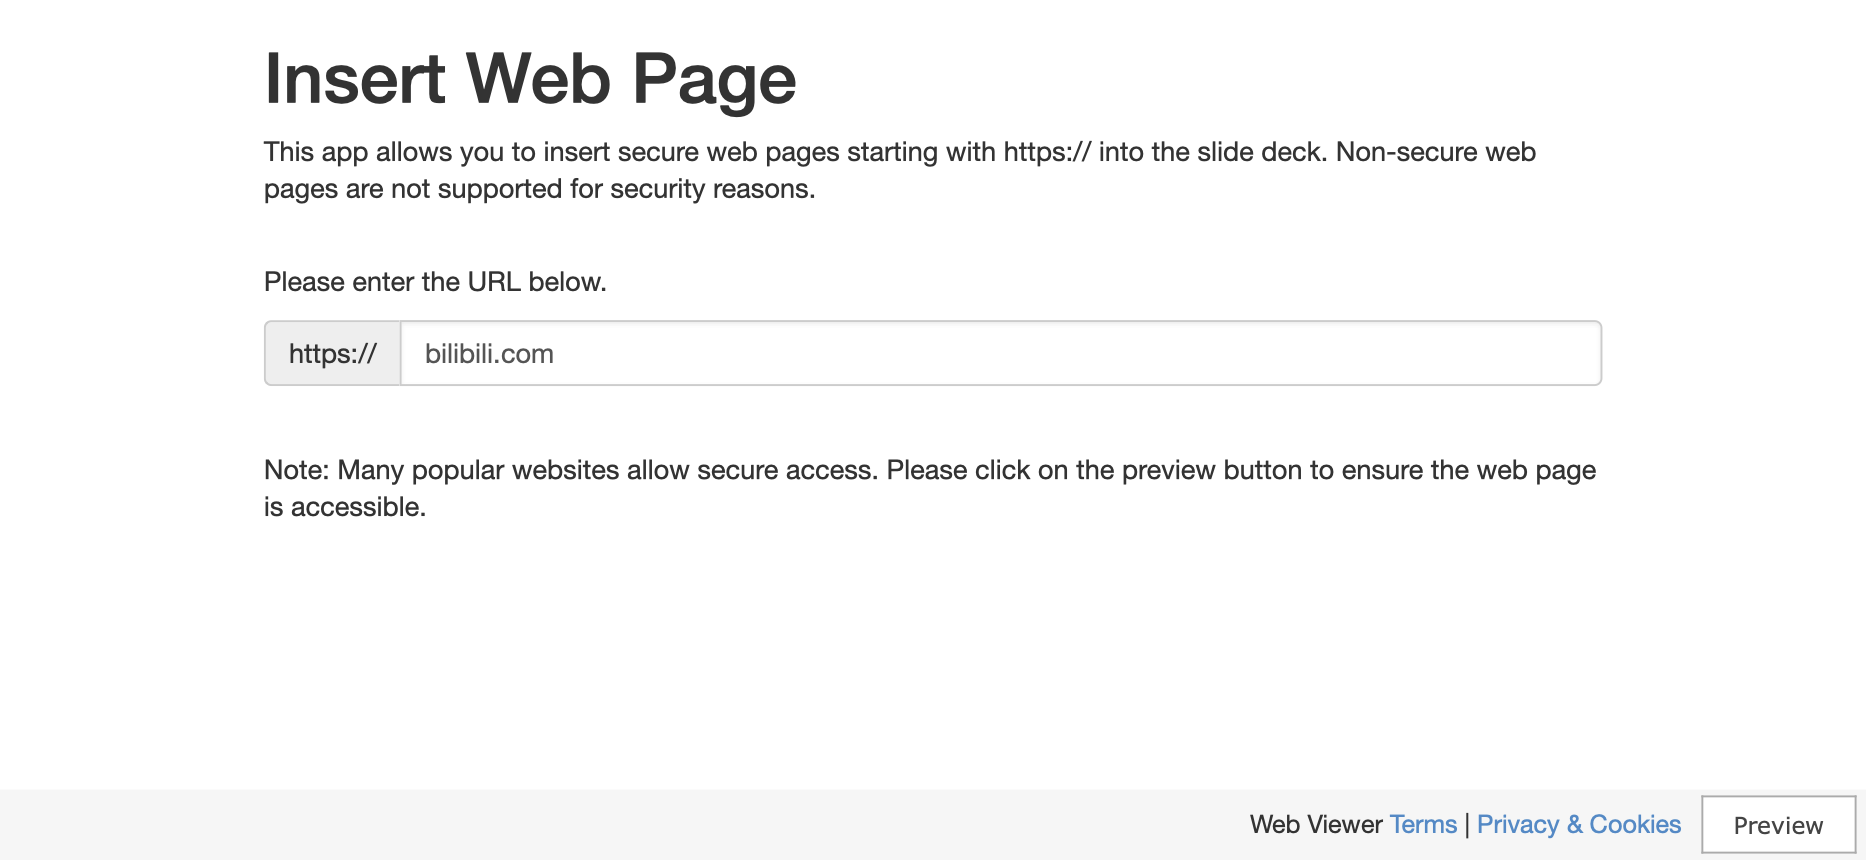 Insert Web Page
This app allows you to insert secure web pages starting with https:// into the slide deck. Non-secure web
pages are not supported for security reasons.
Please enter the URL below.
https:// bilibili.com
Note: Many popular websites allow secure access. Please click on the preview button to ensure the web page
is accessible.
Web Viewer Terms | Privacy & Cookies Preview